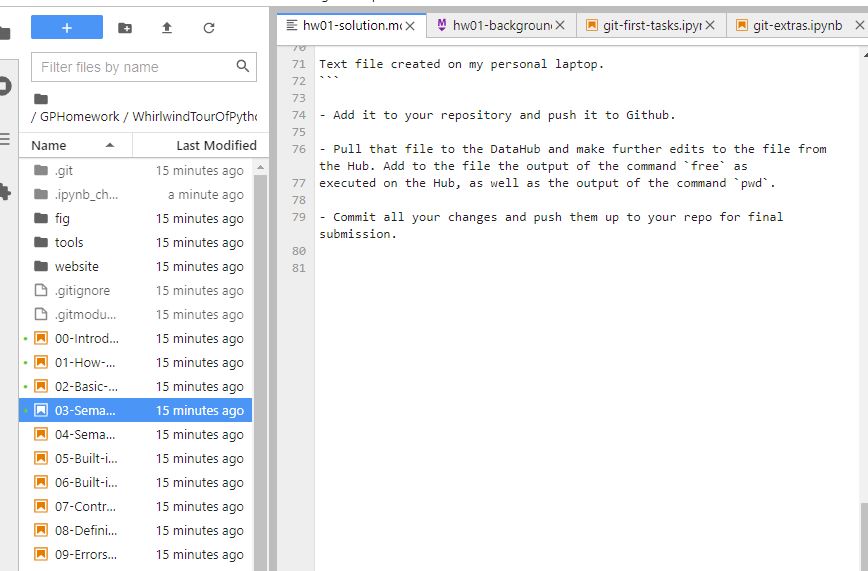 +
Filter files by name
/ GPHomework / WhirlwindTourOfPytho
Name Last Modified
.git 15 minutes ago
.ipynb_ch... a minute ago
fig 15 minutes ago
tools 15 minutes ago
website 15 minutes ago
.gitignore 15 minutes ago
.gitmodu... 15 minutes ago
00-Introd... 15 minutes ago
01-How-... 15 minutes ago
02-Basic-... 15 minutes ago
03-Sema... 15 minutes ago
04-Sema... 15 minutes ago
05-Built-i... 15 minutes ago
06-Built-i... 15 minutes ago
07-Contr... 15 minutes ago
08-Defini... 15 minutes ago
09-Errors... 15 minutes ago
hw01-solution.mc hw01-backgroun git-first-tasks.ipyr git-extras.ipynb
70
71 Text file created on my personal laptop.
72 ```
73
74 - Add it to your repository and push it to Github.
75
76 - Pull that file to the DataHub and make further edits to the file from
the Hub. Add to the file the output of the command `free` as
77 executed on the Hub, as well as the output of the command `pwd`.
78
79 - Commit all your changes and push them up to your repo for final
submission.
80
81